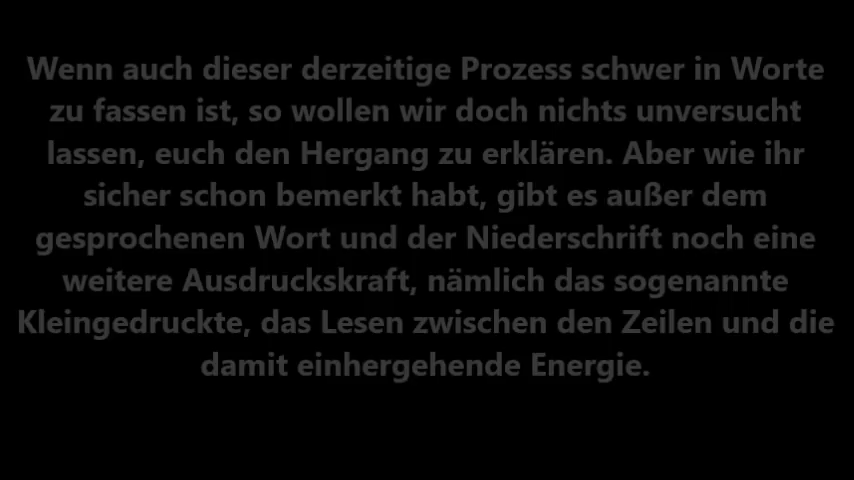 Wenn auch dieser derzeitige Prozess schwer in Worte
zu fassen ist, so wollen wir doch nichts unversucht
lassen, euch den Hergang zu erklären. Aber wie ihr
sicher schon bemerkt habt, gibt es außer dem
gesprochenen Wort und der Niederschrift noch eine
weitere Ausdruckskraft, nämlich das sogenannte
Kleingedruckte, das Lesen zwischen den Zeilen und die
damit einhergehende Energie.